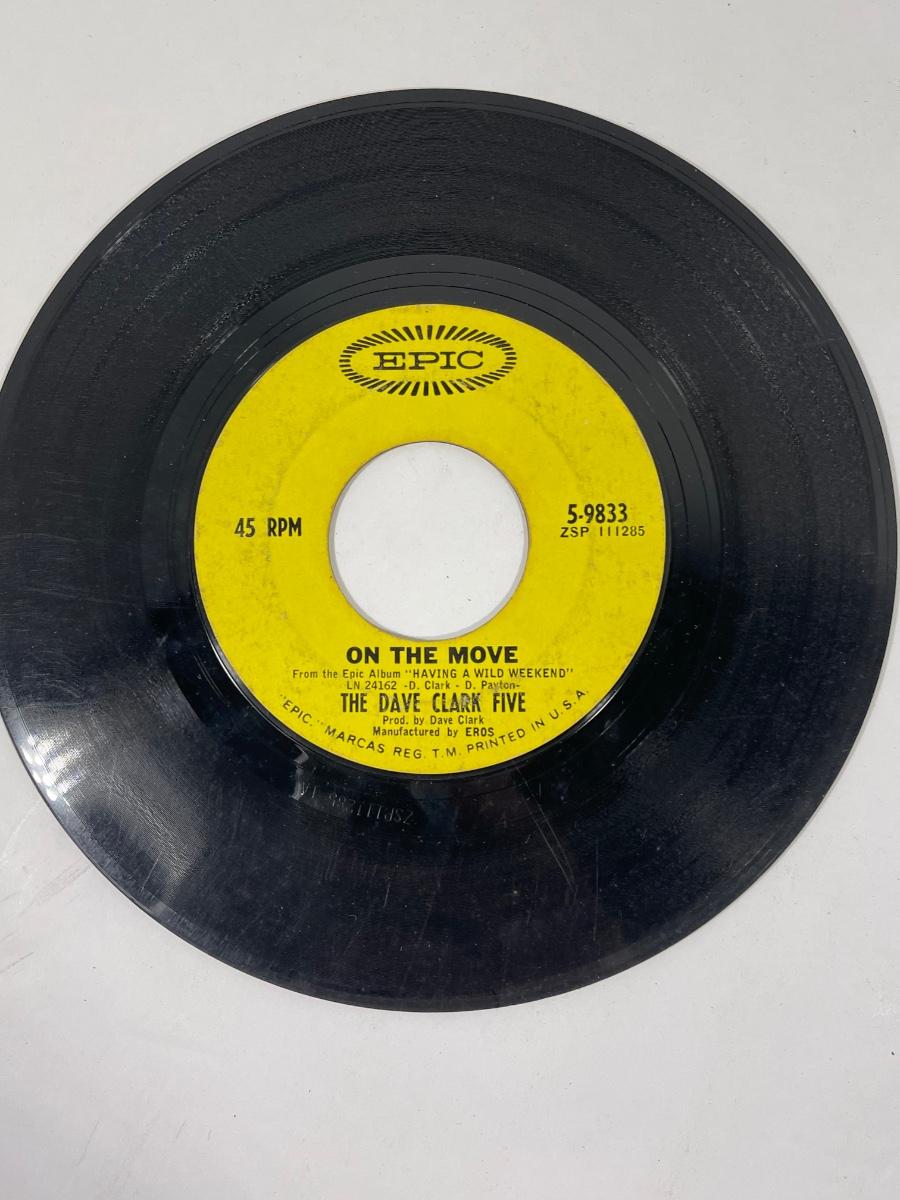 EPIC
45 RPM
5-9833
ZSP 111285
ON THE MOVE
From the Epic Album "HAVING A WILD WEEKEND"
LN 24162 -D. Clark - D. Payton-
THE DAVE CLARK FIVE
Prod. by Dave Clark
Manufactured by EROS
"EPIC," MARCAS REG. T.M. PRINTED IN U.S.A.